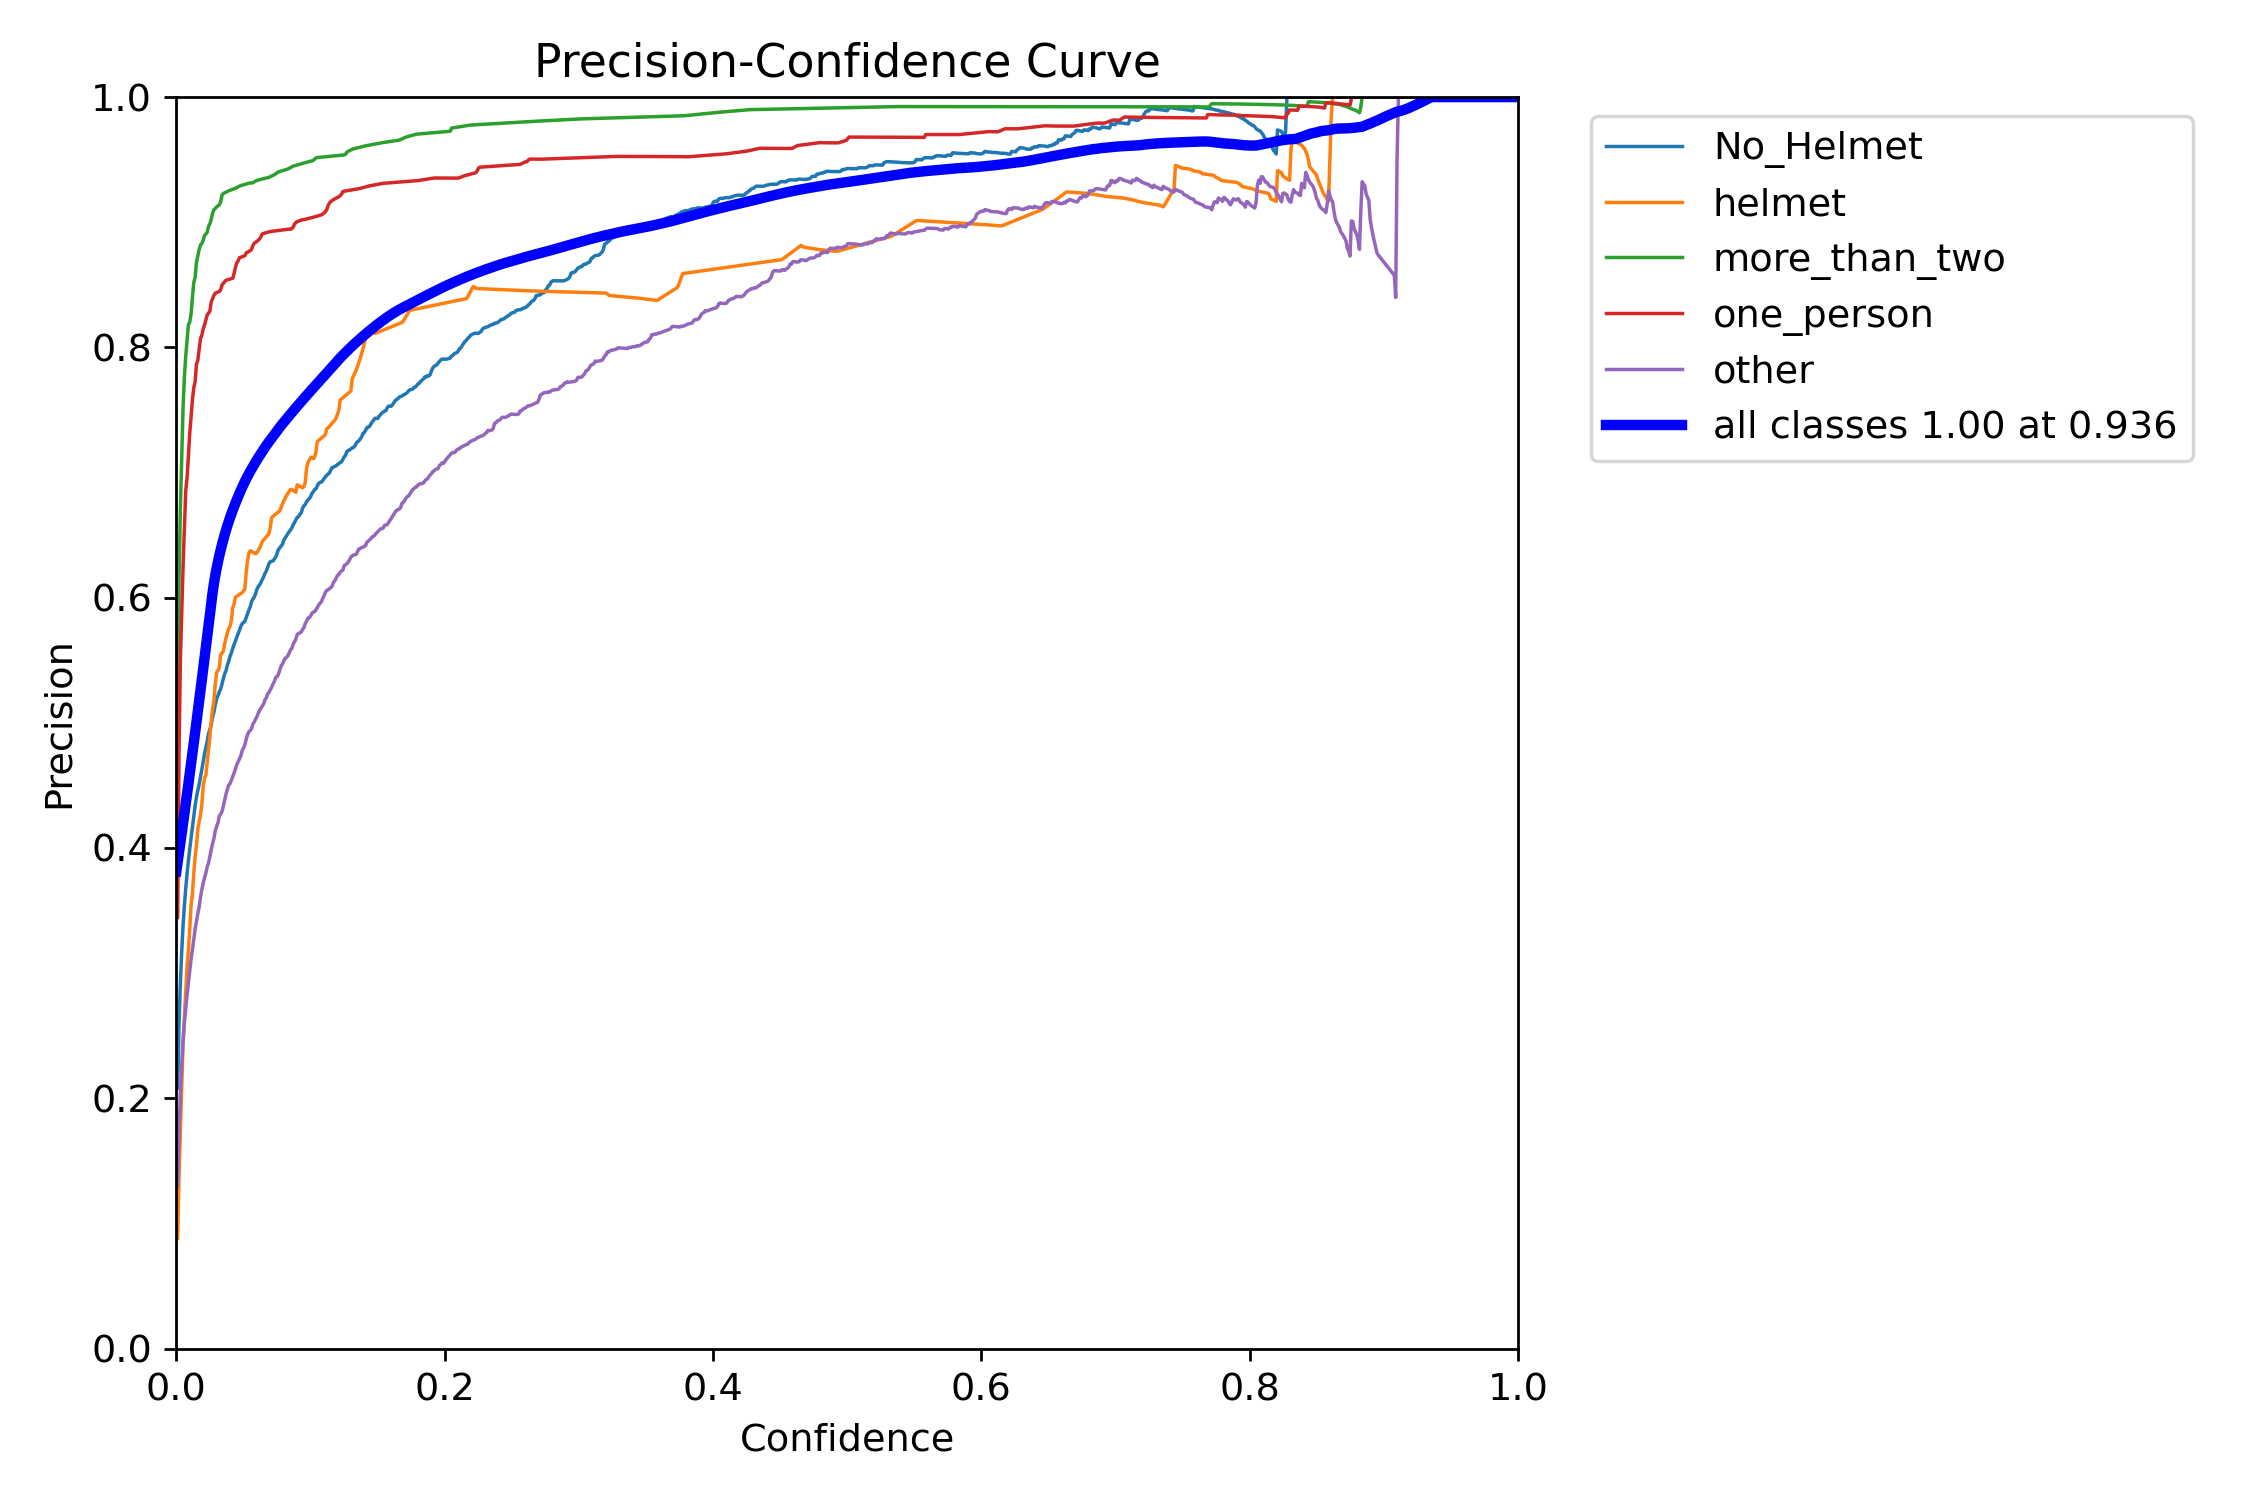 Precision-Confidence Curve
1.0
0.8
0.6
0.4
0.2
0.0
Precision
0.0 0.2 0.4 0.6 0.8 1.0
Confidence
No_Helmet
helmet
more_than_two
one_person
other
all classes 1.00 at 0.936